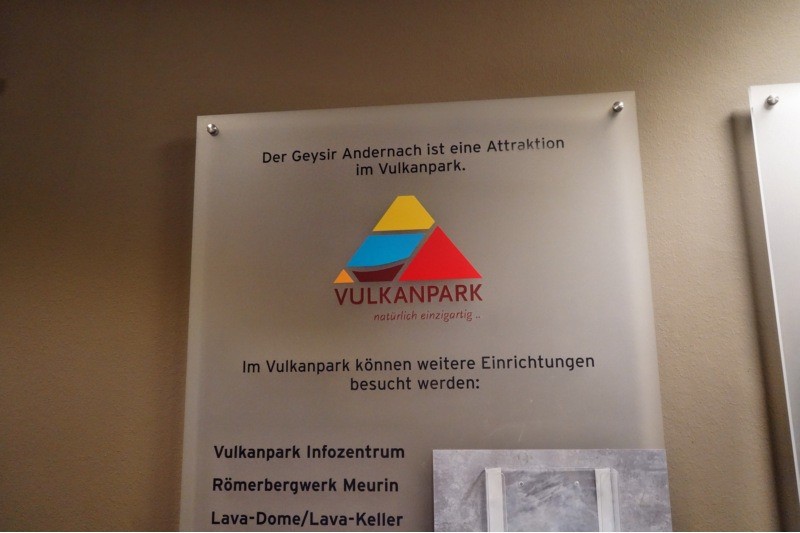 Der Geysir Andernach ist eine Attraktion
im Vulkanpark.
VULKANPARK
natürlich einzigartig ..
Im Vulkanpark können weitere Einrichtungen
besucht werden:
Vulkanpark Infozentrum
Römerbergwerk Meurin
Lava-Dome/Lava-Keller